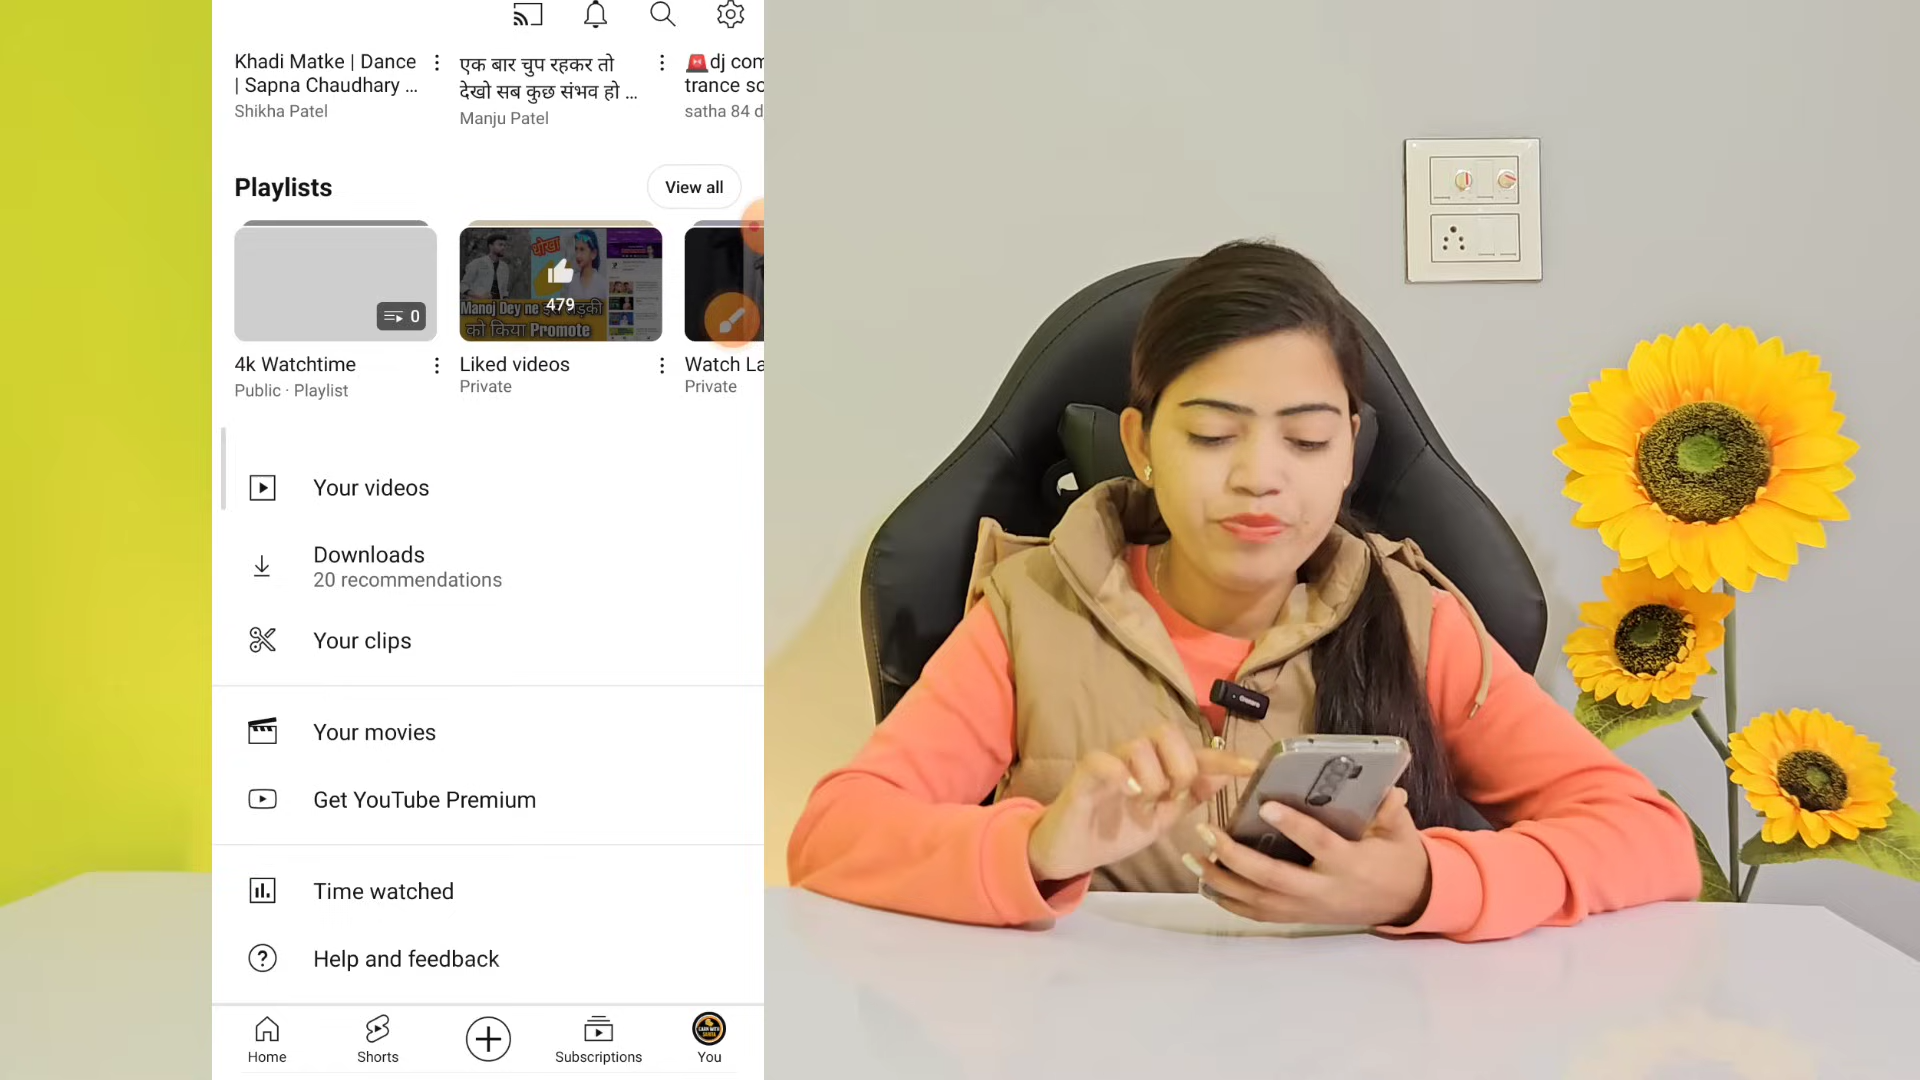 Khadi Matke | Dance
| Sapna Chaudhary ...
Shikha Patel
एक बार चुप रहकर तो
देखो सब कुछ संभव हो ...
Manju Patel
dj com
trance so
satha 84 d
Playlists
View all
0
4k Watchtime
Public · Playlist
धोखा
479
Manoj Dey ne इस लड़की
को किया Promote
Liked videos
Private
Watch La
Private
Your videos
Downloads
20 recommendations
Your clips
Your movies
Get YouTube Premium
Time watched
Help and feedback
Home
Shorts
Subscriptions
You